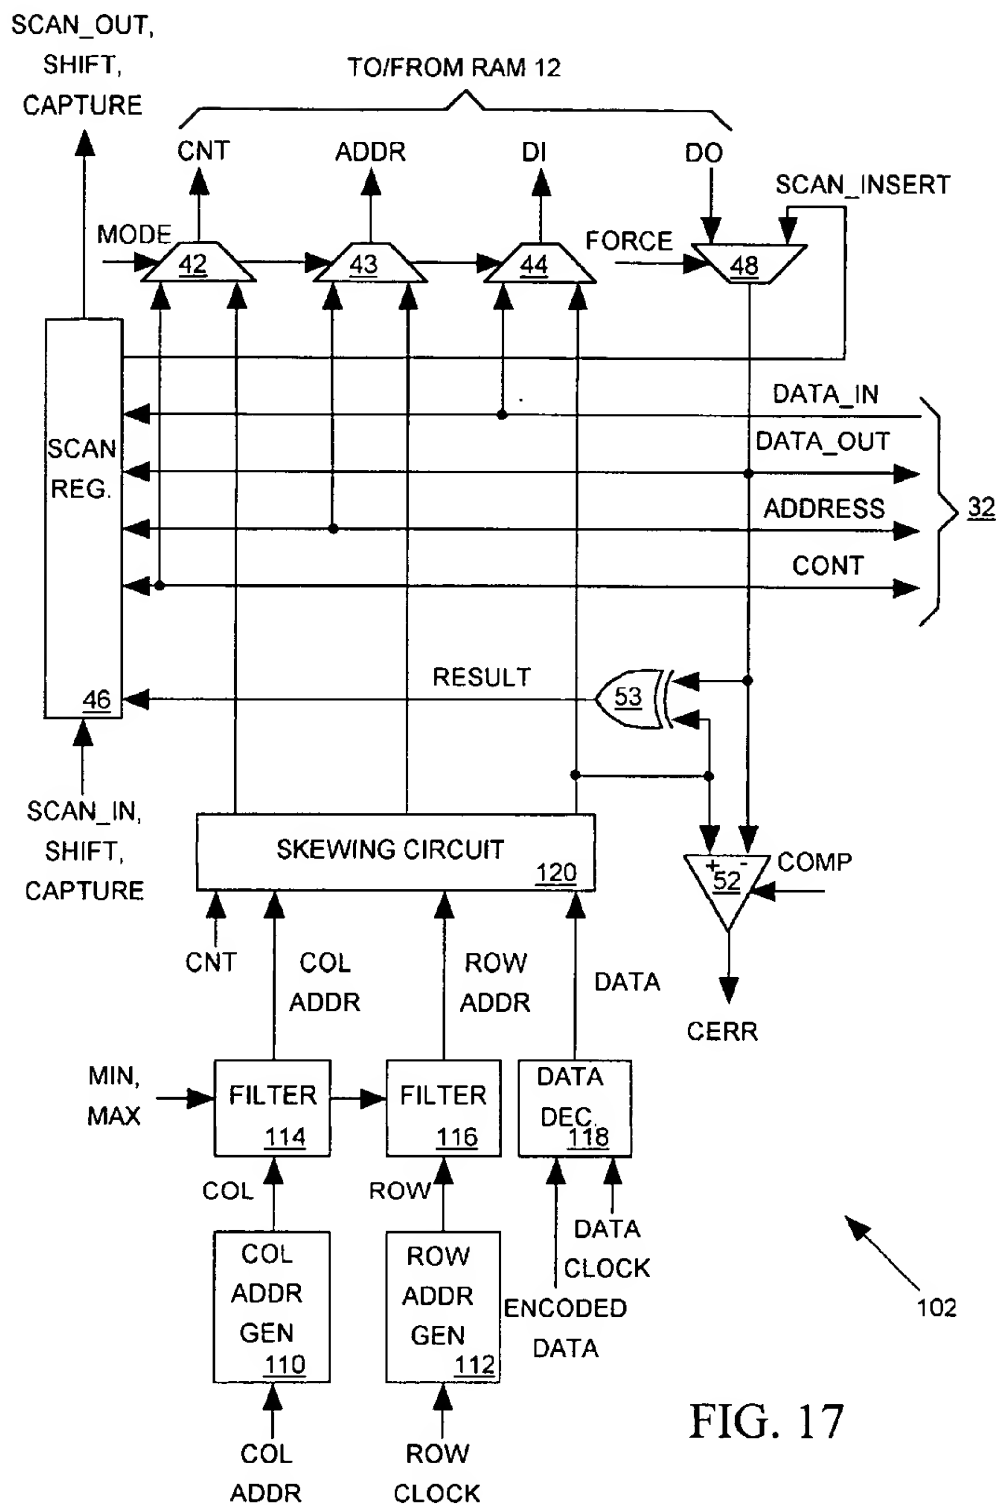 SCAN_OUT,
SHIFT,
CAPTURE
TO/FROM RAM 12
CNT
ADDR
DI
DO
SCAN_INSERT
MODE
42
43
44
FORCE
48
DATA_IN
SCAN
REG.
DATA_OUT
ADDRESS
32
CONT
RESULT
53
46
SCAN_IN,
SHIFT,
CAPTURE
SKEWING CIRCUIT
120
+ -
52
COMP
CNT
COL
ADDR
ROW
ADDR
DATA
CERR
MIN,
MAX
FILTER
114
FILTER
116
DATA
DEC.
118
COL
ROW
DATA
CLOCK
ENCODED
DATA
COL
ADDR
GEN
110
ROW
ADDR
GEN
112
102
COL
ADDR
ROW
CLOCK
FIG. 17